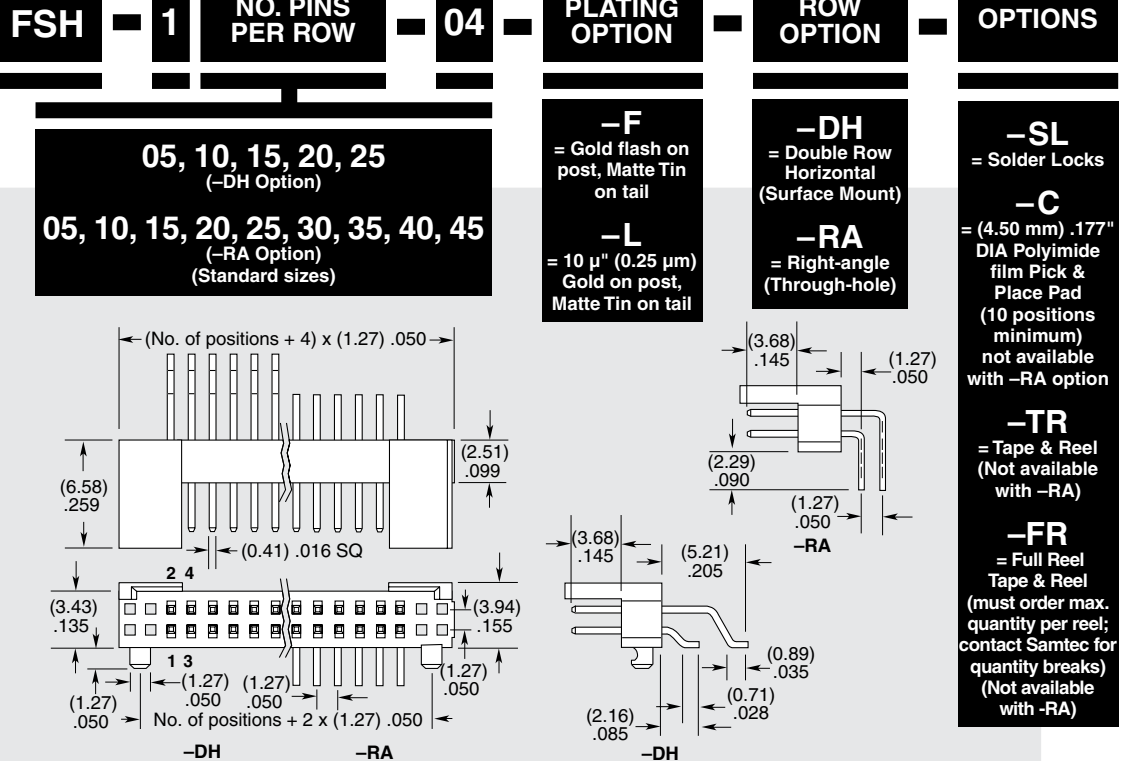 FSH
1
NO. PINS
PER ROW
04
PLATING
OPTION
ROW
OPTION
OPTIONS
05, 10, 15, 20, 25
(–DH Option)
05, 10, 15, 20, 25, 30, 35, 40, 45
(–RA Option)
(Standard sizes)
–F
= Gold flash on
post, Matte Tin
on tail
–L
= 10 µ" (0.25 µm)
Gold on post,
Matte Tin on tail
–DH
= Double Row
Horizontal
(Surface Mount)
–RA
= Right-angle
(Through-hole)
–SL
= Solder Locks
–C
= (4.50 mm) .177"
DIA Polyimide
film Pick &
Place Pad
(10 positions
minimum)
not available
with –RA option
–TR
= Tape & Reel
(Not available
with –RA)
–FR
= Full Reel
Tape & Reel
(must order max.
quantity per reel;
contact Samtec for
quantity breaks)
(Not available
with -RA)
(No. of positions + 4) x (1.27) .050
(2.51)
.099
(6.58)
.259
(0.41) .016 SQ
2 4
(3.43)
.135
(3.94)
.155
1 3
(1.27)
.050
(1.27)
.050
(1.27)
.050
(1.27)
.050
No. of positions + 2 x (1.27) .050
–DH
–RA
(3.68)
.145
(1.27)
.050
(2.29)
.090
(1.27)
.050
–RA
(3.68)
.145
(5.21)
.205
(0.89)
.035
(0.71)
.028
(2.16)
.085
–DH